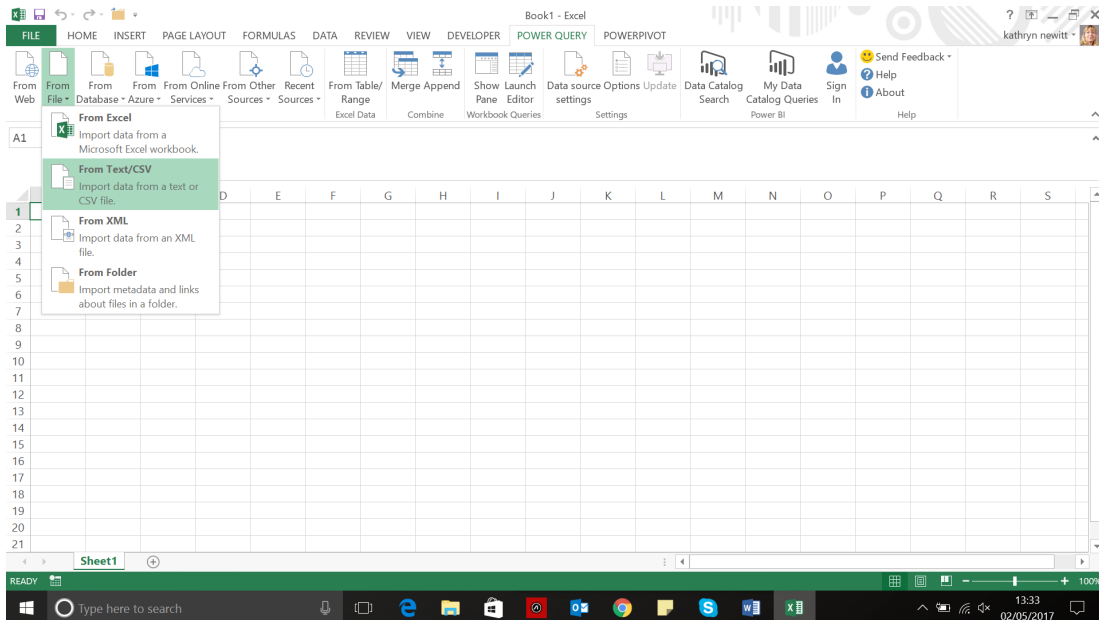 Book1 - Excel
?
FILE HOME INSERT PAGE LAYOUT FORMULAS DATA REVIEW VIEW DEVELOPER POWER QUERY POWERPIVOT kathryn newitt
From Web
From File
From Database
From Azure
From Online Services
From Other Sources
Recent Sources
From Table/ Range
Merge Append
Show Pane
Launch Editor
Data source settings
Options Update
Data Catalog Search
My Data Catalog Queries
Sign In
Send Feedback
Help
About
Excel Data Combine Workbook Queries Settings Power BI Help
From Excel
Import data from a
Microsoft Excel workbook.
From Text/CSV
Import data from a text or
CSV file.
From XML
Import data from an XML
file.
From Folder
Import metadata and links
about files in a folder.
A1
D E F G H I J K L M N O P Q R S
1
2
3
4
5
6
7
8
9
10
11
12
13
14
15
16
17
18
19
20
21
Sheet1
READY 100%
Type here to search
13:33
02/05/2017